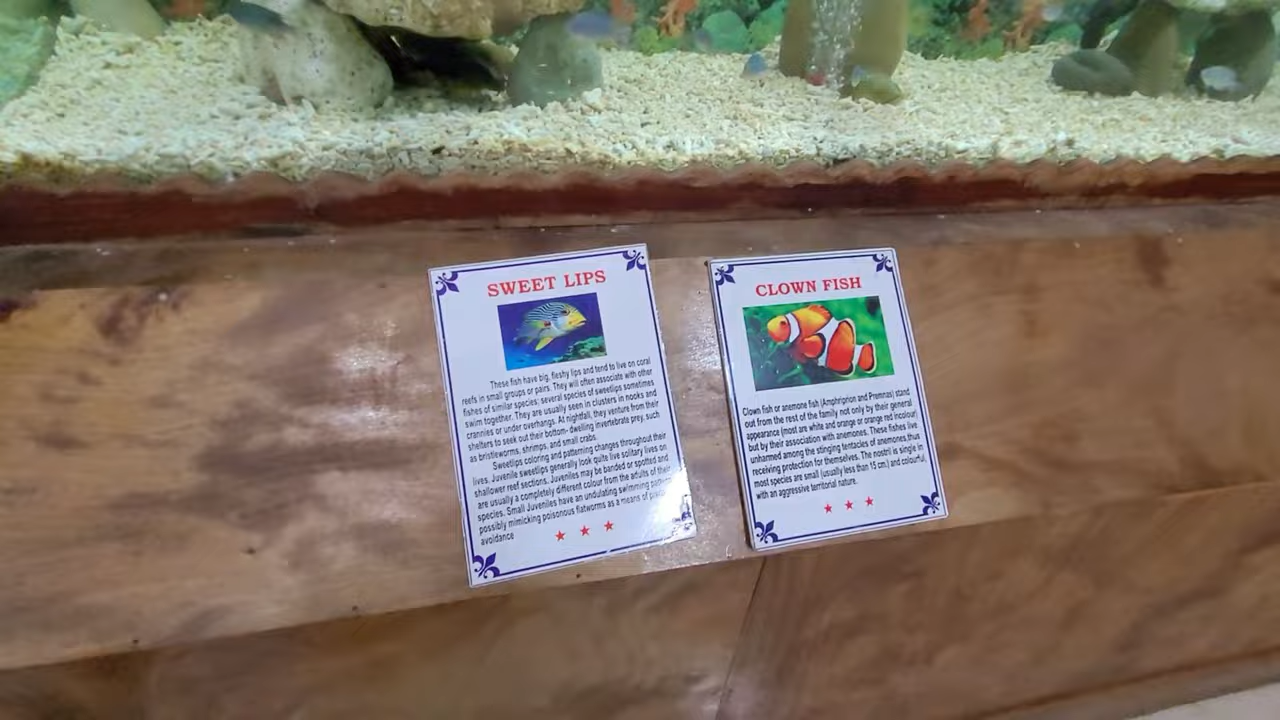 SWEET LIPS
These fish have big, fleshy lips and tend to live on coral
reefs in small groups or pairs. They will often associate with other
fishes of similar species; several species of sweetlips sometimes
swim together. They are usually seen in clusters in nooks and
crannies or under overhangs. At nightfall, they venture from their
shelters to seek out their bottom- dwelling invertebrate prey, such
as bristleworms, shrimps, and small crabs.
Sweetlips coloring and patterning changes throughout their
lives. Juvenile sweetlips generally look quite live solitary lives on
shallower reef sections. Juveniles may be banded or spotted and
are usually a completely different colour from the adults of their
species. Small Juveniles have an undulating swimming pattern
possibly mimicking poisonous flatworms as a means of
avoidance
CLOWN FISH
Clown fish or anemone fish (Amphiprion and Premnas) stand
out from the rest of the family not only by their general
appearance (most are white and orange or orange red incolour)
but by their association with anemones. These fishes live
unharmed among the stinging tentacles of anemones,thus
receiving protection for themselves. The nostril is single in
most species are small (usually less than 15 cm.) and colourful,
with an aggressive territorial nature.